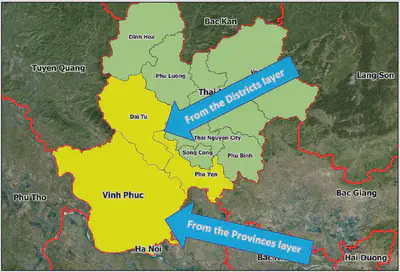 Bac Kan
Dinh Hoa
Tuyen Quang
Phu Luong
Lang Son
Thai
From the Districts layer
Dai Tu
Thai Nguyen City
Song Cong
Phu Binh
Pho Yen
Vinh Phuc
Phu Tho
Bac Giang
From the Provinces layer
Ha Noi
Hai Duong